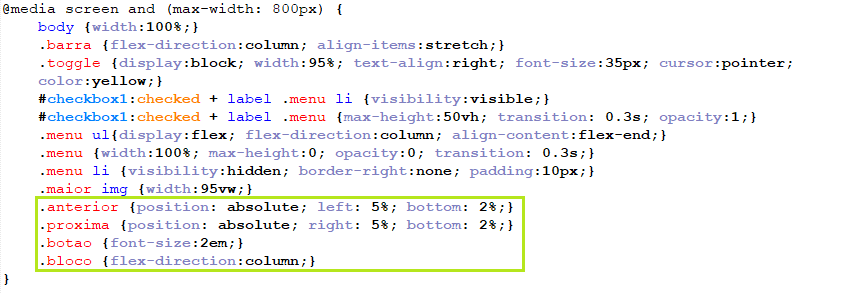 @media screen and (max-width: 800px) {
body {width:100%;}
.barra {flex-direction:column; align-items:stretch;}
.toggle {display:block; width:95%; text-align:right; font-size:35px; cursor:pointer;
color:yellow;}
#checkbox1:checked + label .menu li {visibility:visible;}
#checkbox1:checked + label .menu {max-height:50vh; transition: 0.3s; opacity:1;}
.menu ul{display:flex; flex-direction:column; align-content:flex-end;}
.menu {width:100%; max-height:0; opacity:0; transition: 0.3s;}
.menu li {visibility:hidden; border-right:none; padding:10px;}
.maior img {width:95vw;}
.anterior {position: absolute; left: 5%; bottom: 2%;}
.proxima {position: absolute; right: 5%; bottom: 2%;}
.botao {font-size:2em;}
.bloco {flex-direction:column;}
}